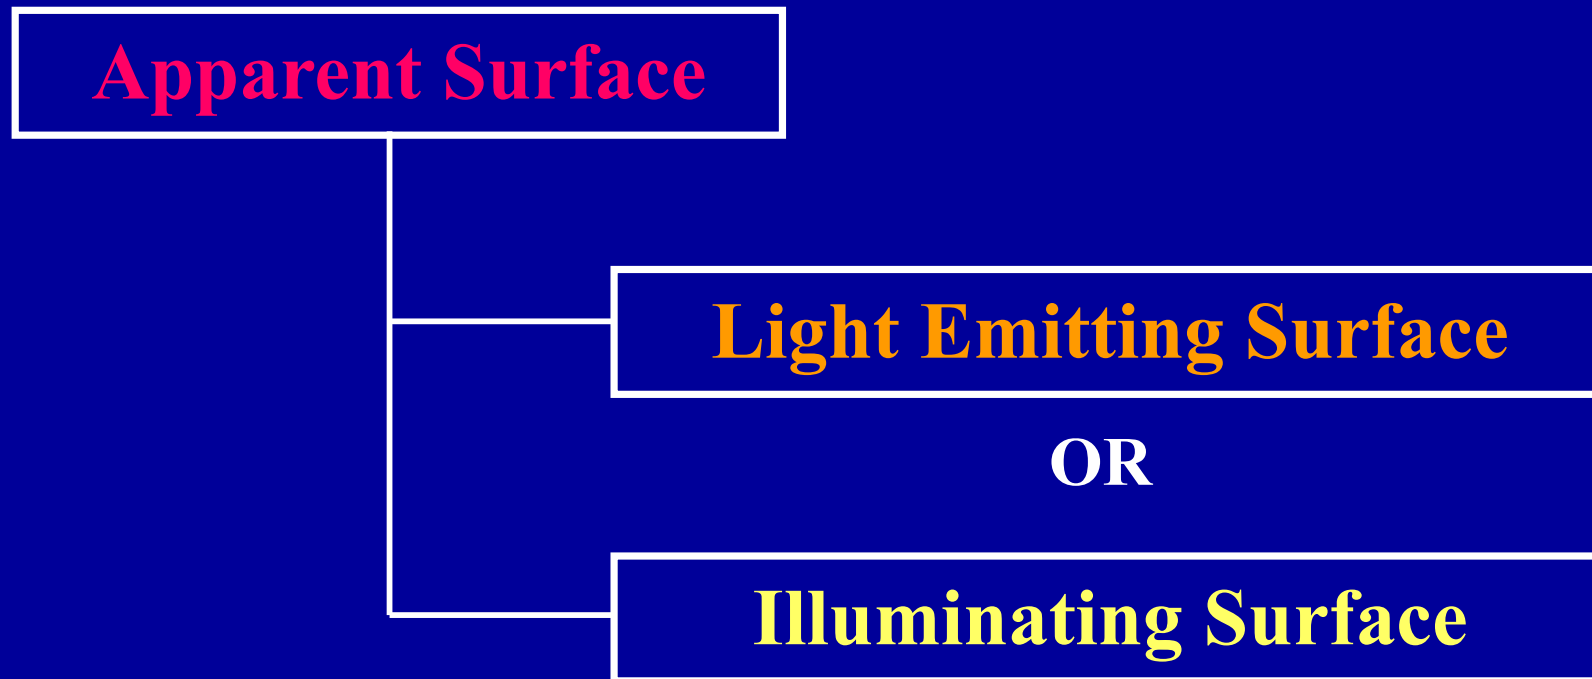 Apparent Surface
Light Emitting Surface
OR
Illuminating Surface